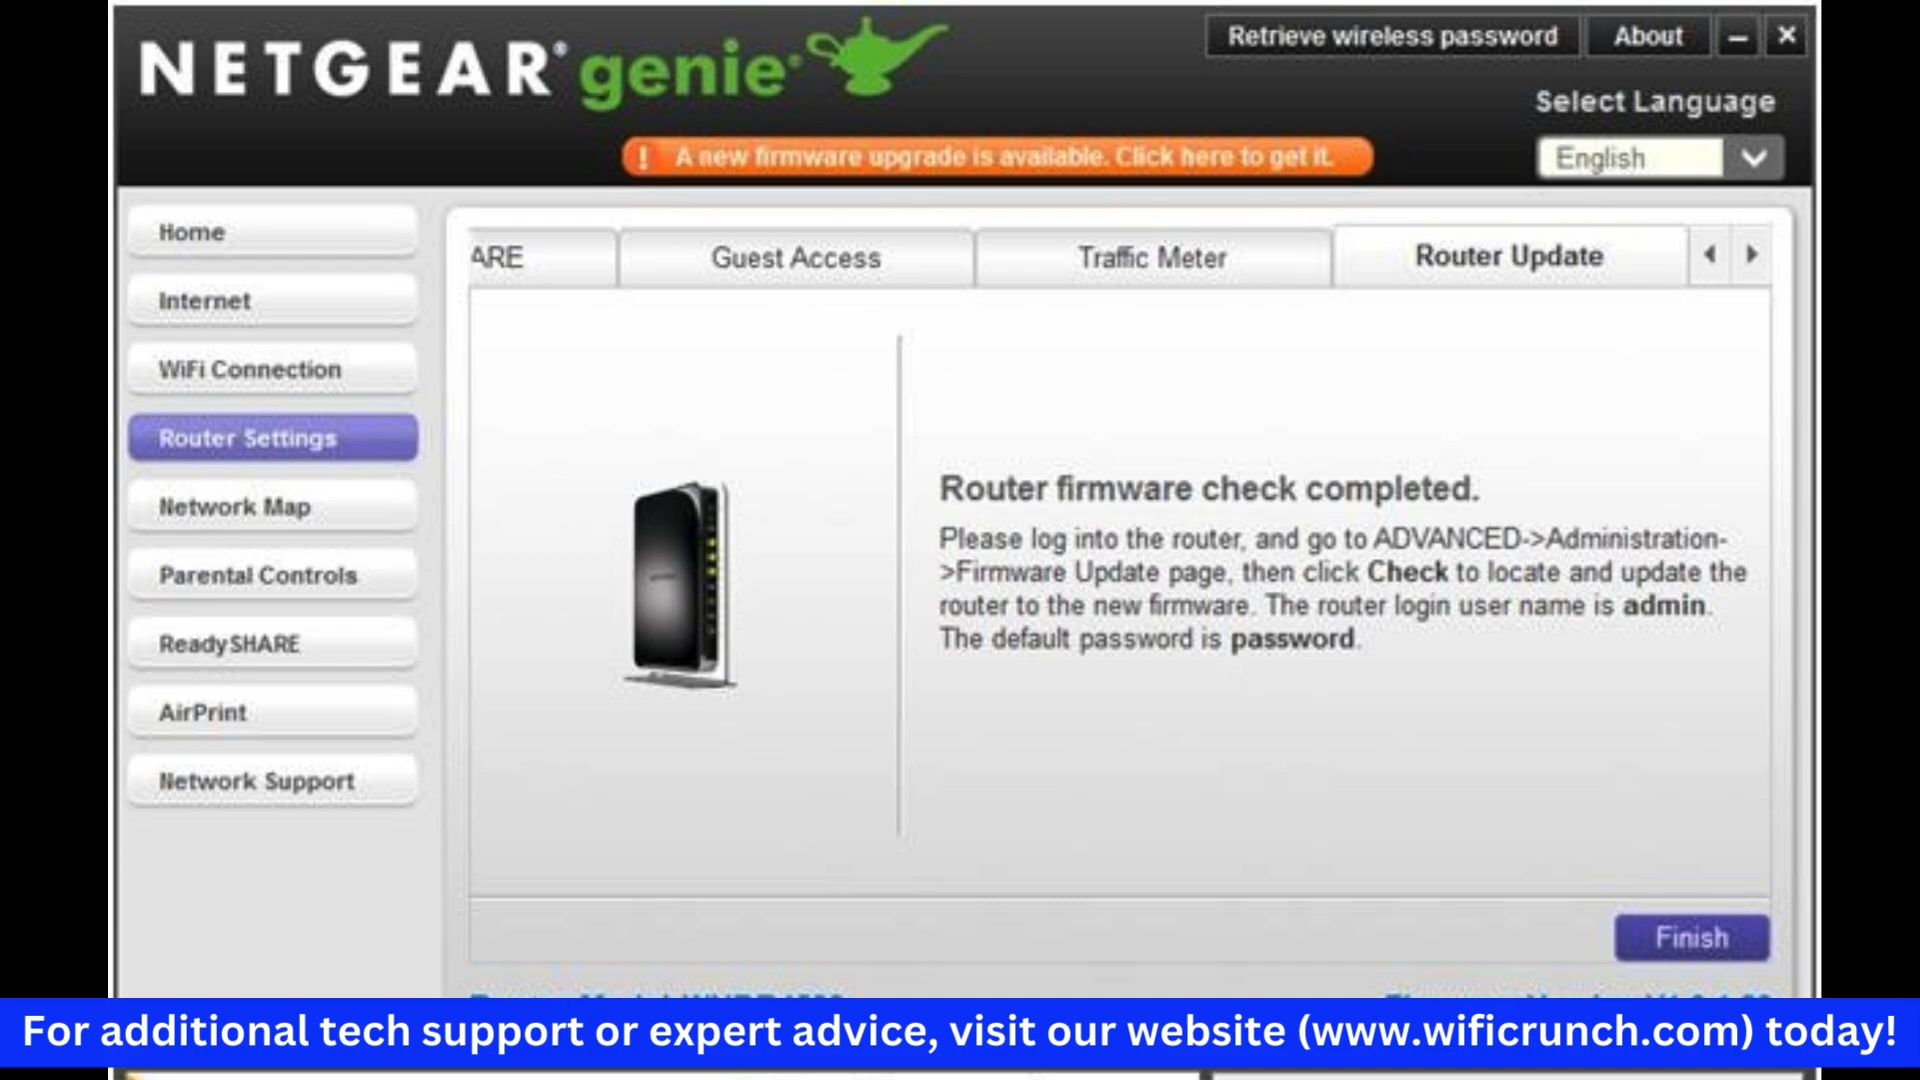 NETGEAR® genie®
Retrieve wireless password
About
Select Language
! A new firmware upgrade is available. Click here to get it.
English
Home
Internet
WiFi Connection
Router Settings
Network Map
Parental Controls
ReadySHARE
AirPrint
Network Support
ARE
Guest Access
Traffic Meter
Router Update
Router firmware check completed.
Please log into the router, and go to ADVANCED->Administration-
>Firmware Update page, then click Check to locate and update the
router to the new firmware. The router login user name is admin.
The default password is password.
Finish
For additional tech support or expert advice, visit our website (www.wificrunch.com) today!